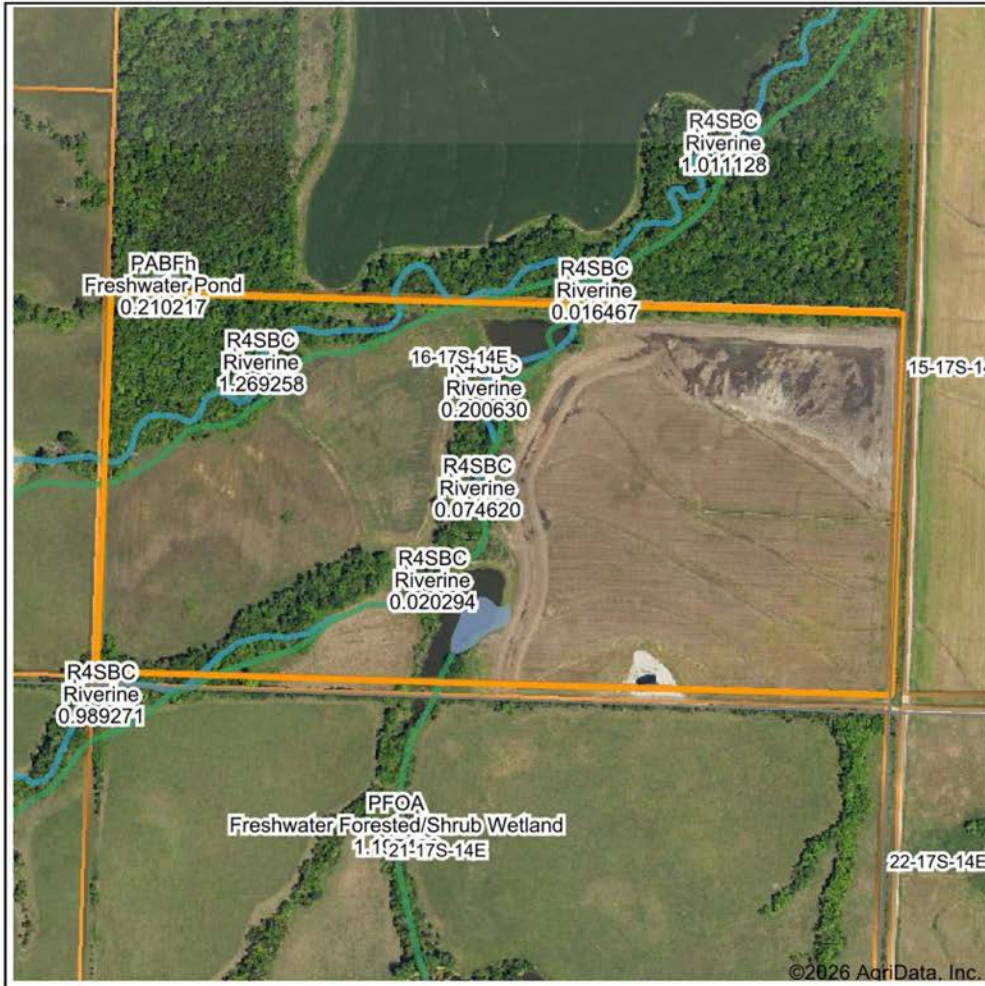 R4SBC
Riverine
1.011128
PABFh
Freshwater Pond
0.210217
R4SBC
Riverine
0.016467
R4SBC
Riverine
1.269258
16-17S-14E
R4SBC
Riverine
0.200630
15-17S-14
R4SBC
Riverine
0.074620
R4SBC
Riverine
0.020294
R4SBC
Riverine
0.989271
PFOA
Freshwater Forested/Shrub Wetland
21-17S-14E
22-17S-14E
©2026 AgriData, Inc.